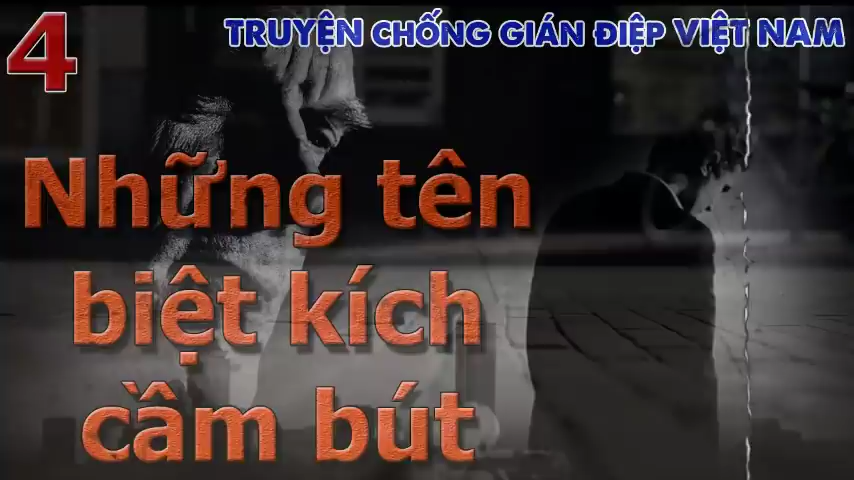 4
TRUYỆN CHỐNG GIÁN ĐIỆP VIỆT NAM
Những tên
biệt kích
cầm bút